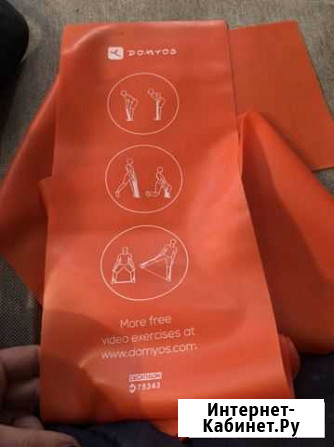 DOMYOS
More free
video exercises at
www.domyos.com
DECATHLON
75343
Интернет-
Кабинет.Ру